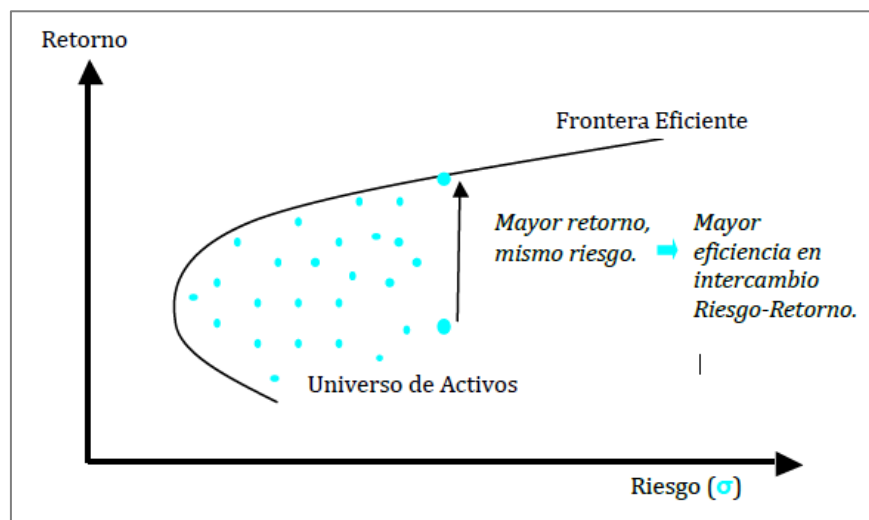 Retorno
Frontera Eficiente
Mayor retorno,
mismo riesgo.
Mayor
eficiencia en
intercambio
Riesgo-Retorno.
Universo de Activos
Riesgo (σ)